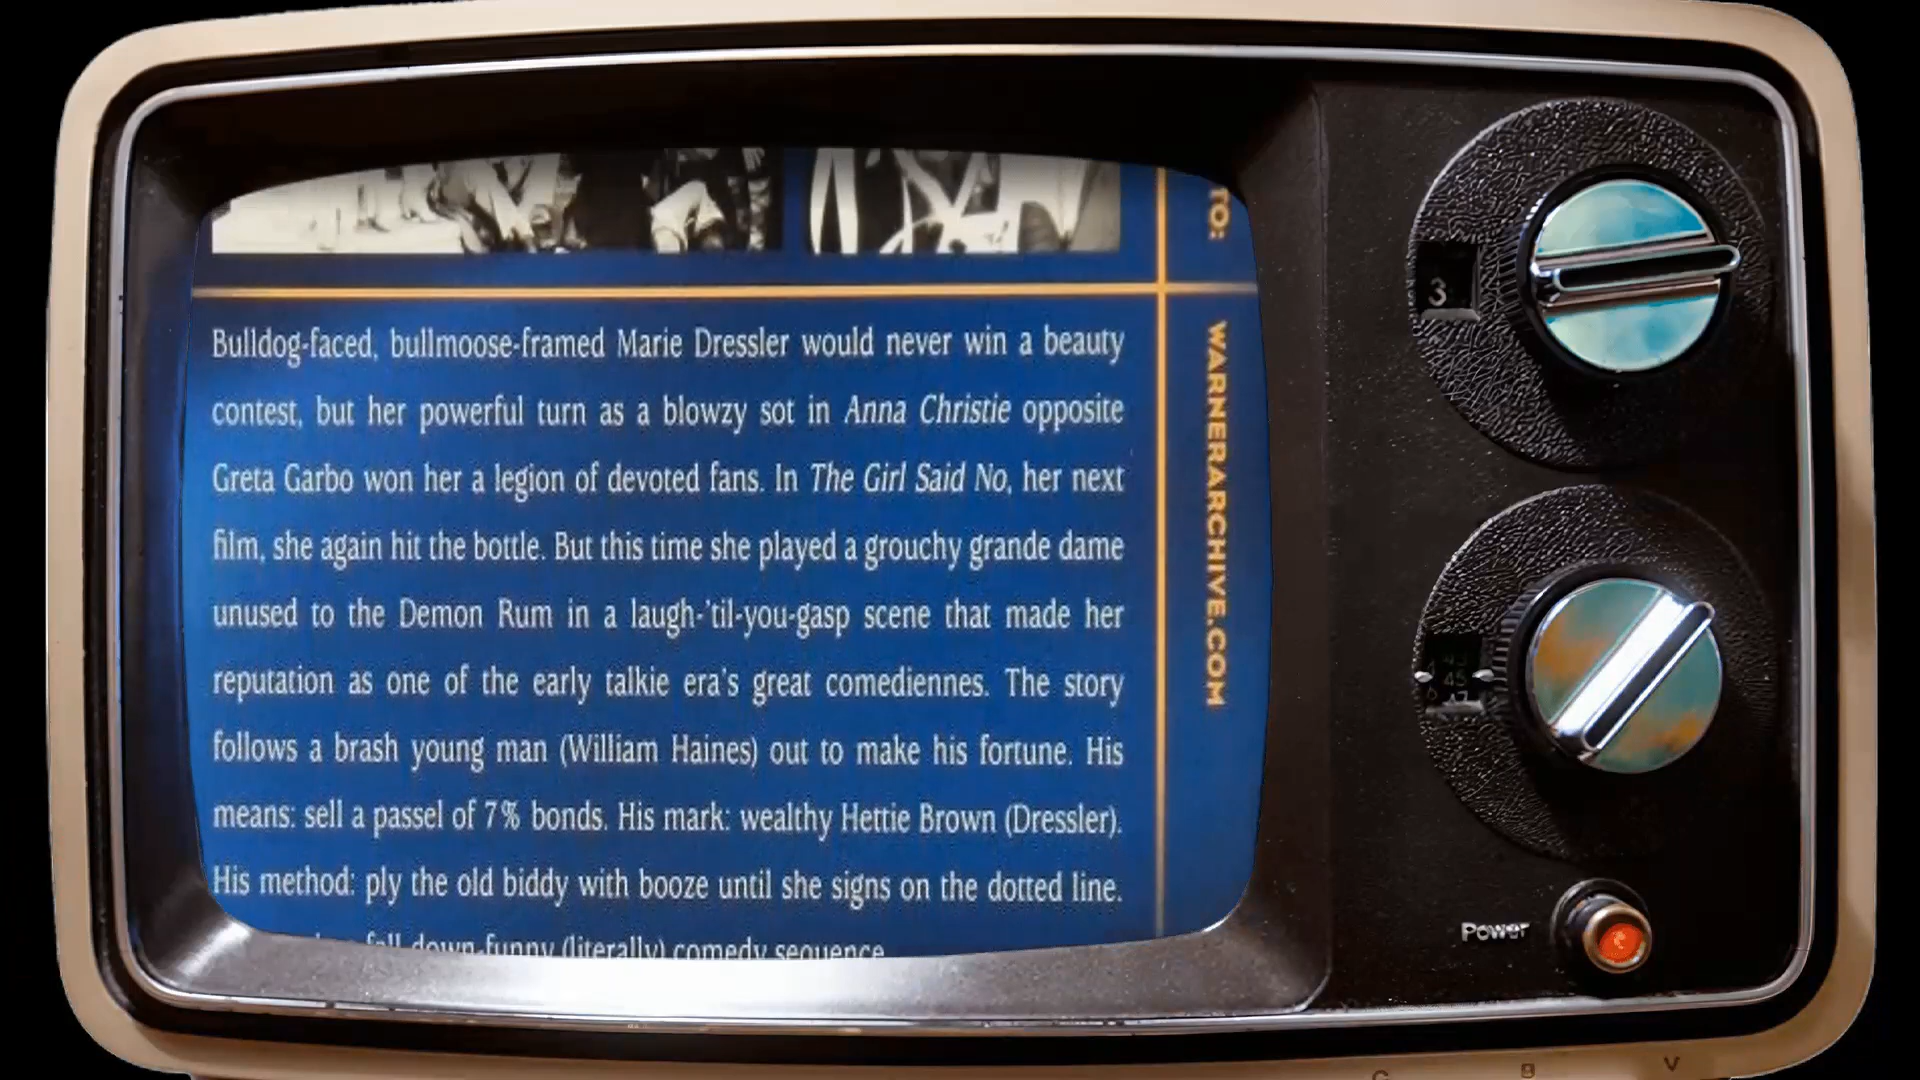 TO:
WARNERARCHIVE.COM
Bulldog-faced, bullmoose-framed Marie Dressler would never win a beauty
contest, but her powerful turn as a blowzy sot in Anna Christie opposite
Greta Garbo won her a legion of devoted fans. In The Girl Said No, her next
film, she again hit the bottle. But this time she played a grouchy grande dame
unused to the Demon Rum in a laugh-'til-you-gasp scene that made her
reputation as one of the early talkie era's great comediennes. The story
follows a brash young man (William Haines) out to make his fortune. His
means: sell a passel of 7% bonds. His mark: wealthy Hettie Brown (Dressler).
His method: ply the old biddy with booze until she signs on the dotted line.
fall-down-funny (literally) comedy sequence
3
45
Power